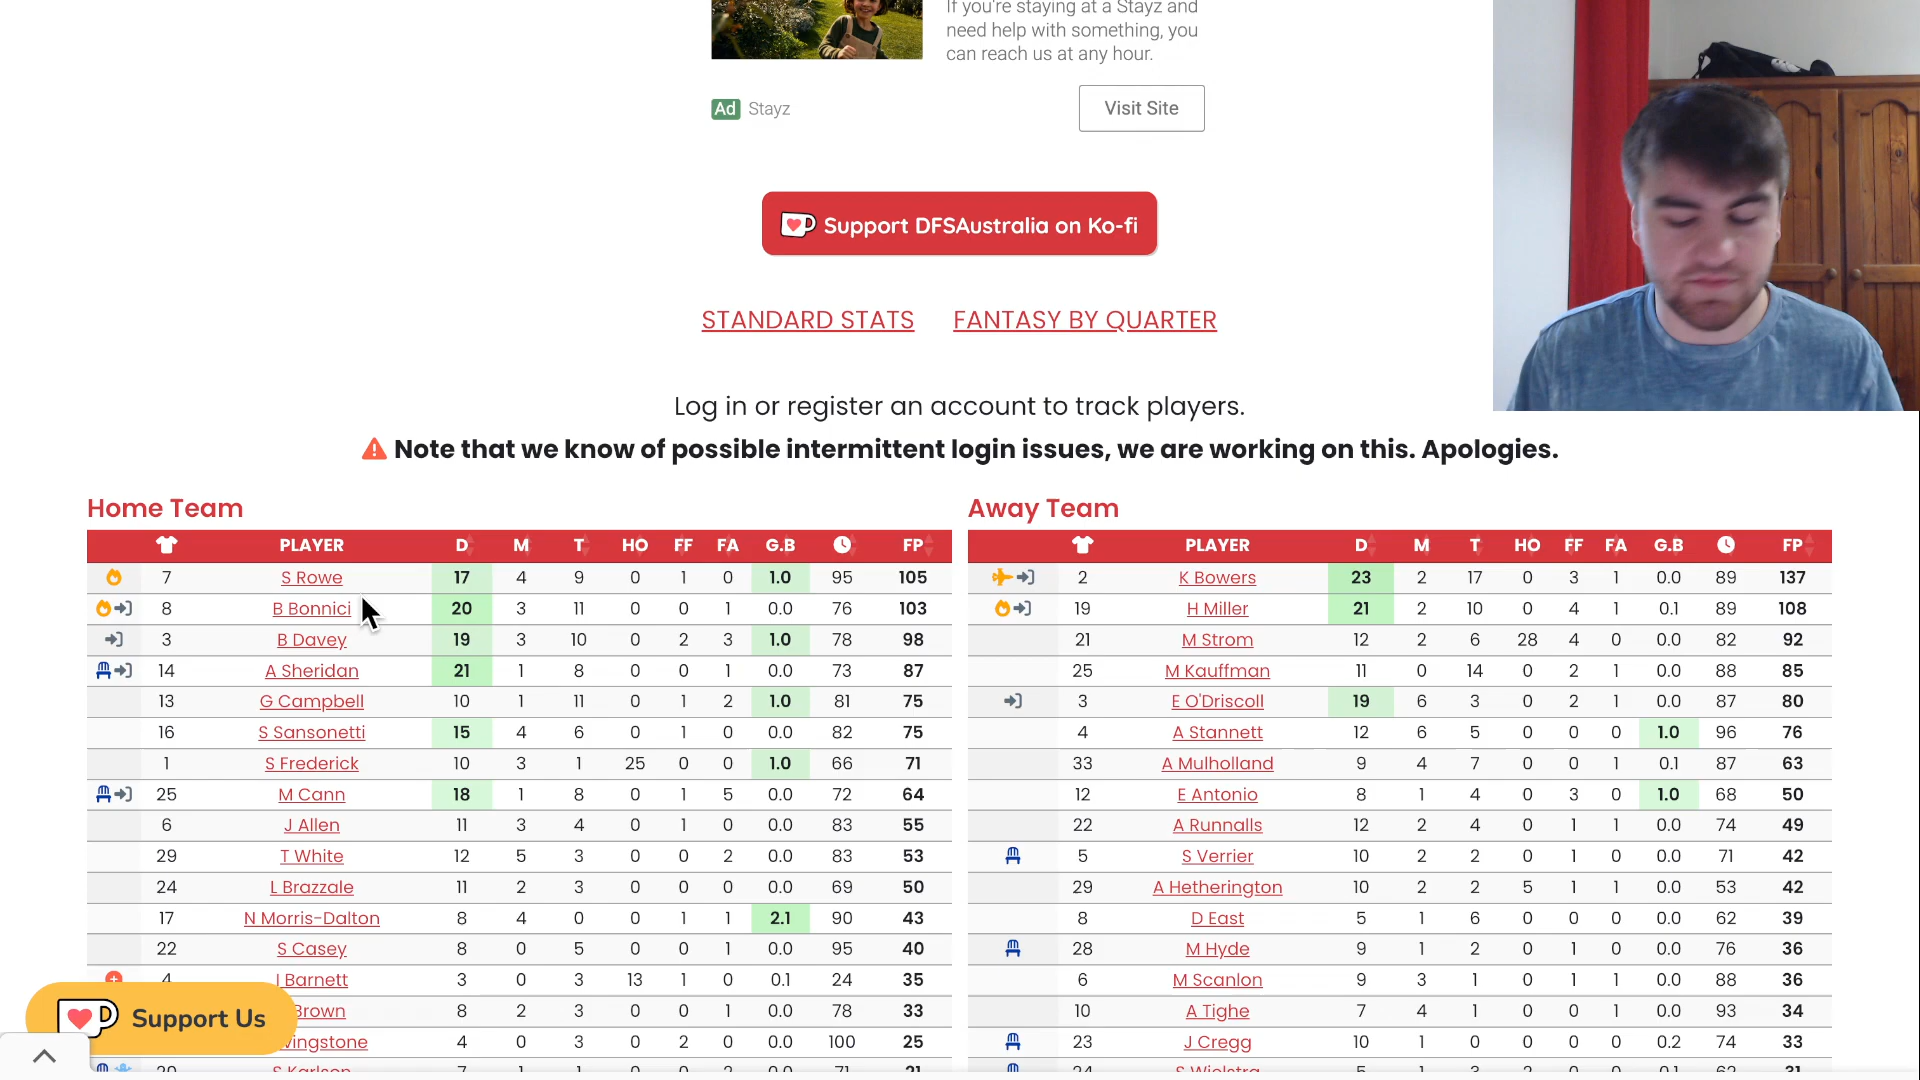 If you're staying at a Stayz and
need help with something, you
can reach us at any hour.
Ad Stayz
Visit Site
Support DFSAustralia on Ko-fi
STANDARD STATS FANTASY BY QUARTER
Log in or register an account to track players.
Note that we know of possible intermittent login issues, we are working on this. Apologies.
Home Team
PLAYER D M T HO FF FA G.B FP
7 S Rowe 17 4 9 0 1 0 1.0 95 105
8 B Bonnici 20 3 11 0 0 1 0.0 76 103
3 B Davey 19 3 10 0 2 3 1.0 78 98
14 A Sheridan 21 1 8 0 0 1 0.0 73 87
13 G Campbell 10 1 11 0 1 2 1.0 81 75
16 S Sansonetti 15 4 6 0 1 0 0.0 82 75
1 S Frederick 10 3 1 25 0 0 1.0 66 71
25 M Cann 18 1 8 0 1 5 0.0 72 64
6 J Allen 11 3 4 0 1 0 0.0 83 55
29 T White 12 5 3 0 0 2 0.0 83 53
24 L Brazzale 11 2 3 0 0 0 0.0 69 50
17 N Morris-Dalton 8 4 0 0 1 1 2.1 90 43
22 S Casey 8 0 5 0 0 1 0.0 95 40
4 Barnett 3 0 3 13 1 0 0.1 24 35
Brown 8 2 3 0 0 1 0.0 78 33
vingstone 4 0 3 0 2 0 0.0 100 25
Away Team
PLAYER D M T HO FF FA G.B FP
2 K Bowers 23 2 17 0 3 1 0.0 89 137
19 H Miller 21 2 10 0 4 1 0.1 89 108
21 M Strom 12 2 6 28 4 0 0.0 82 92
25 M Kauffman 11 0 14 0 2 1 0.0 88 85
3 E O'Driscoll 19 6 3 0 2 1 0.0 87 80
4 A Stannett 12 6 5 0 0 0 1.0 96 76
33 A Mulholland 9 4 7 0 0 1 0.1 87 63
12 E Antonio 8 1 4 0 3 0 1.0 68 50
22 A Runnalls 12 2 4 0 1 1 0.0 74 49
5 S Verrier 10 2 2 0 1 0 0.0 71 42
29 A Hetherington 10 2 2 5 1 1 0.0 53 42
8 D East 5 1 6 0 0 0 0.0 62 39
28 M Hyde 9 1 2 0 1 0 0.0 76 36
6 M Scanlon 9 3 1 0 1 1 0.0 88 36
10 A Tighe 7 4 1 0 0 1 0.0 93 34
23 J Cregg 10 1 0 0 0 0 0.2 74 33
Support Us